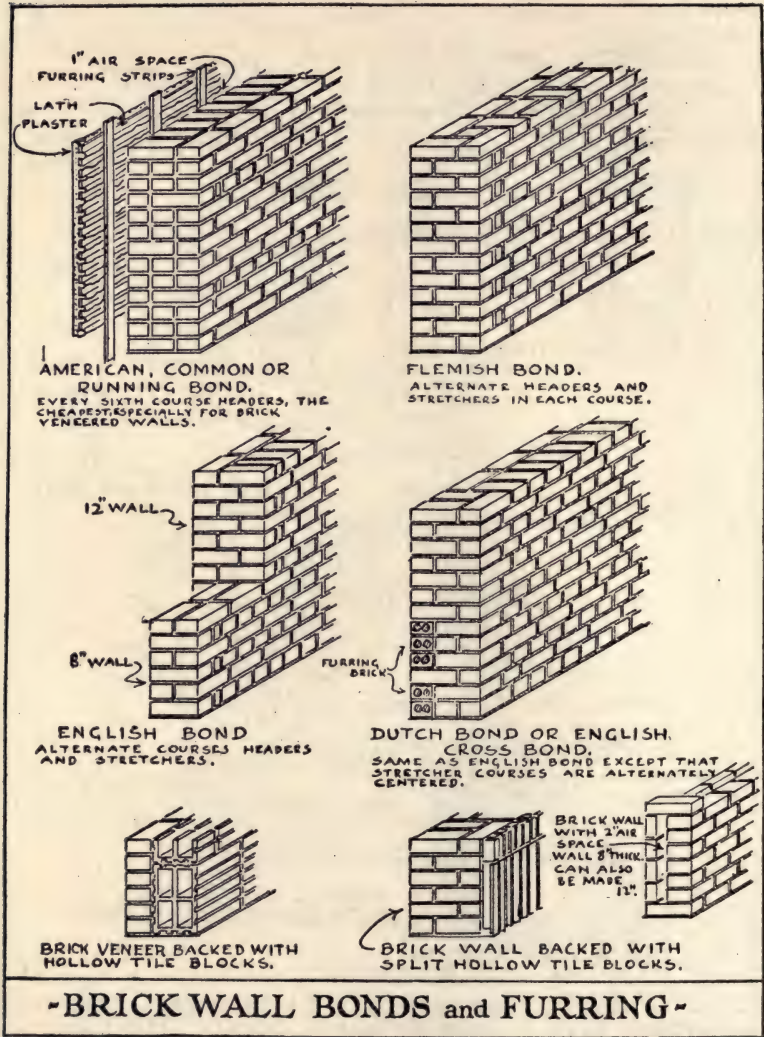 1" AIR SPACE
FURRING STRIPS
LATH
PLASTER
AMERICAN, COMMON OR
RUNNING BOND.
EVERY SIXTH COURSE HEADERS, THE
CHEAPEST, ESPECIALLY FOR BRICK
VENEERED WALLS.
FLEMISH BOND.
ALTERNATE HEADERS AND
STRETCHERS IN EACH COURSE.
12" WALL
8" WALL
ENGLISH BOND
ALTERNATE COURSES HEADERS
AND STRETCHERS.
FURRING
BRICK
DUTCH BOND OR ENGLISH.
CROSS BOND.
SAME AS ENGLISH BOND EXCEPT THAT
STRETCHER COURSES ARE ALTERNATELY
CENTERED.
BRICK VENEER BACKED WITH
HOLLOW TILE BLOCKS.
BRICK WALL BACKED WITH
SPLIT HOLLOW TILE BLOCKS.
BRICK WALL
WITH 2" AIR
SPACE
WALL 8" THICK.
CAN ALSO
BE MADE
12".
-BRICK WALL BONDS and FURRING-